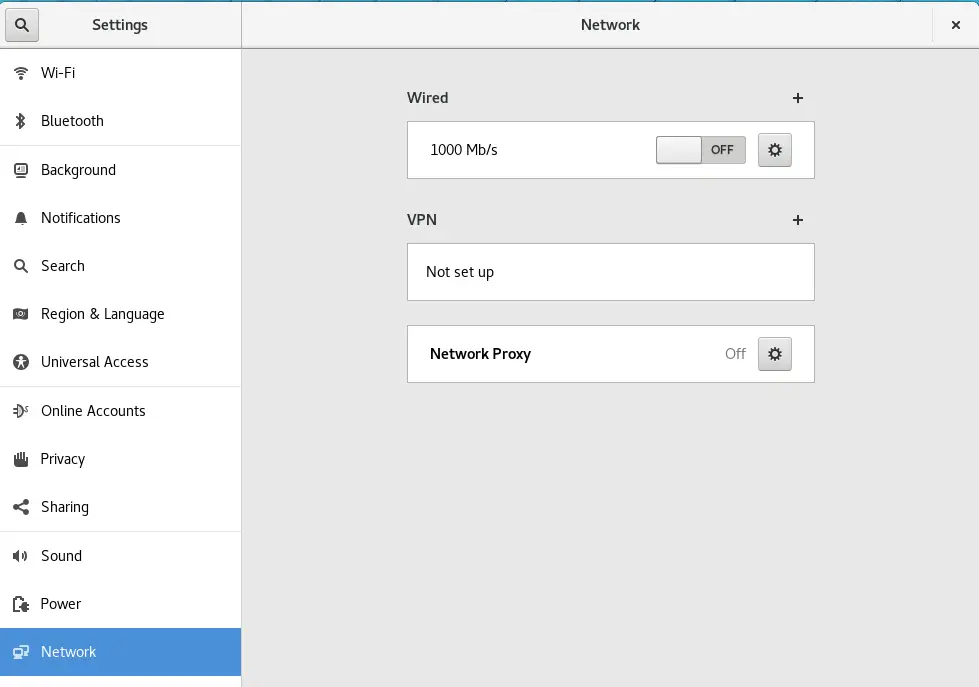 Settings
Network
Wi-Fi
Bluetooth
Background
Notifications
Search
Region & Language
Universal Access
Online Accounts
Privacy
Sharing
Sound
Power
Network
Wired
1000 Mb/s
OFF
VPN
Not set up
Network Proxy
Off